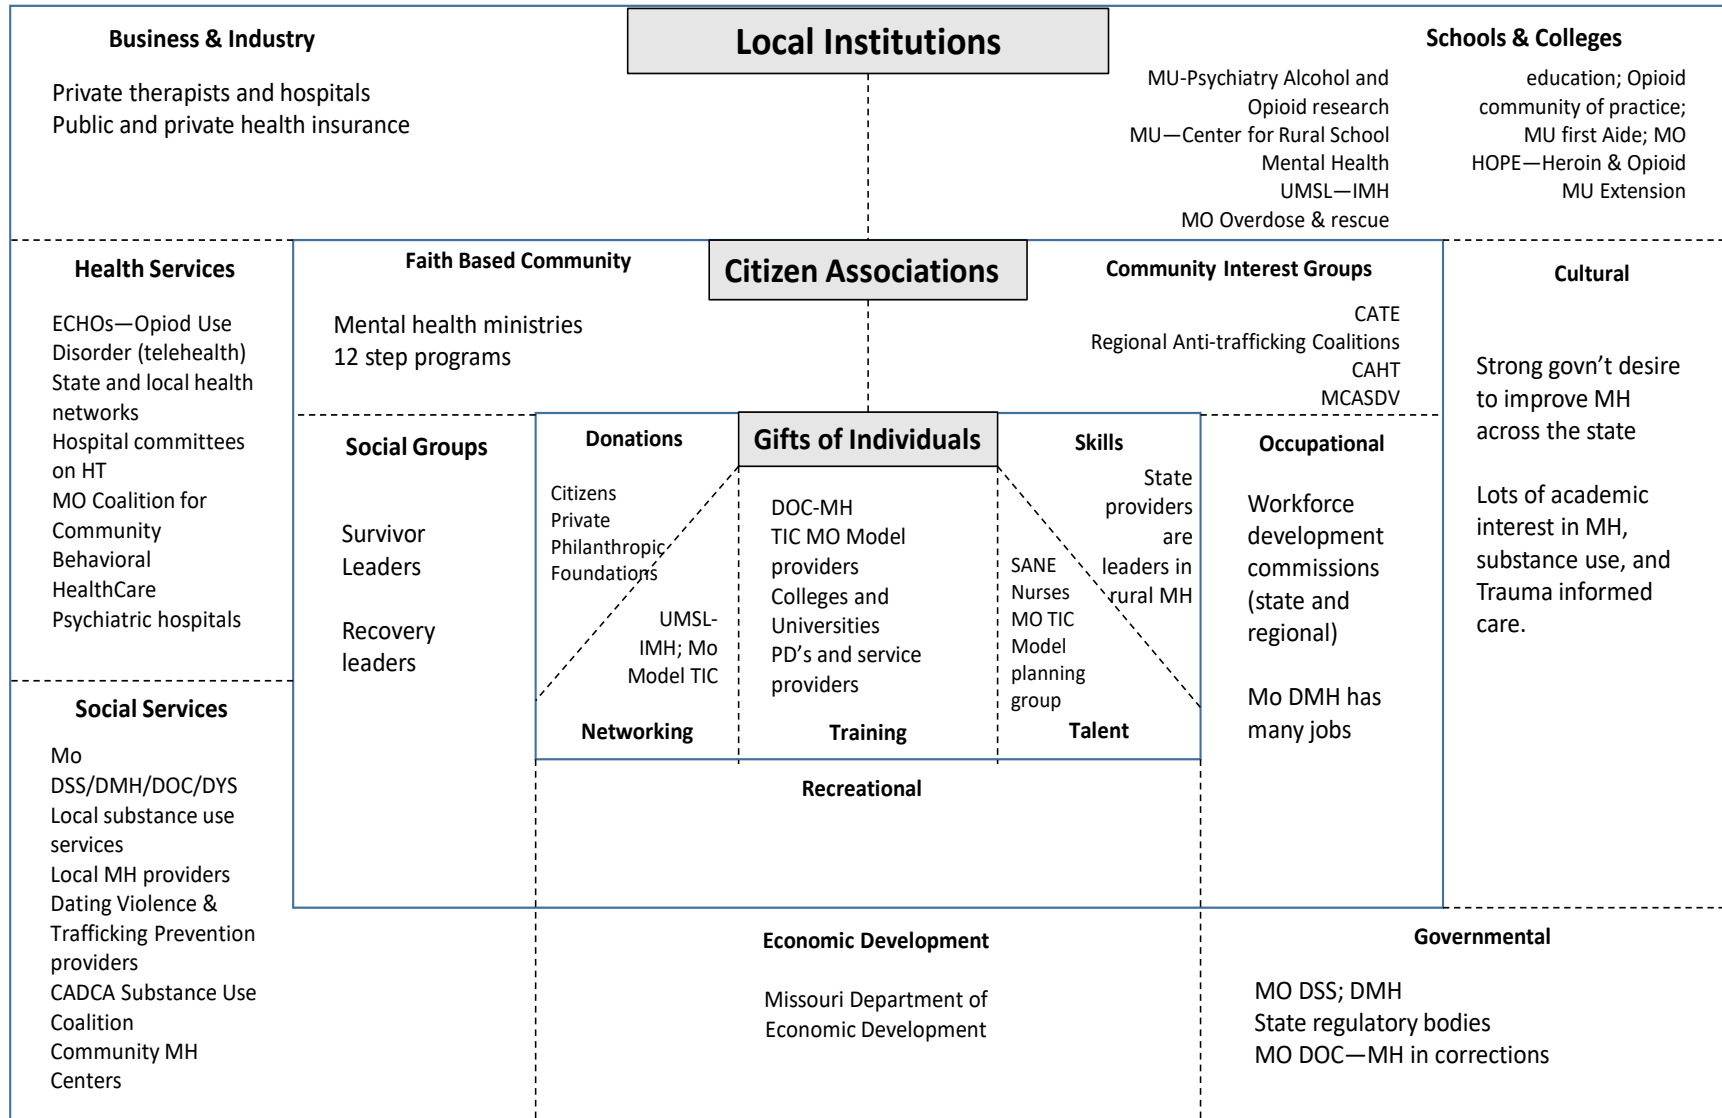 Local Institutions
Business & Industry
Private therapists and hospitals
Public and private health insurance
Schools & Colleges
MU-Psychiatry Alcohol and
Opioid research
MU—Center for Rural School
Mental Health
UMSL—IMH
MO Overdose & rescue
education; Opioid
community of practice;
MU first Aide; MO
HOPE—Heroin & Opioid
MU Extension
Health Services
ECHOs—Opiod Use
Disorder (telehealth)
State and local health
networks
Hospital committees
on HT
MO Coalition for
Community
Behavioral
HealthCare
Psychiatric hospitals
Citizen Associations
Faith Based Community
Mental health ministries
12 step programs
Community Interest Groups
CATE
Regional Anti-trafficking Coalitions
CAHT
MCASDV
Cultural
Strong govn’t desire
to improve MH
across the state
Lots of academic
interest in MH,
substance use, and
Trauma informed
care.
Social Groups
Survivor
Leaders
Recovery
leaders
Gifts of Individuals
Donations
Citizens
Private
Philanthropic
Foundations
UMSL-
IMH; Mo
Model TIC
Networking
DOC-MH
TIC MO Model
providers
Colleges and
Universities
PD’s and service
providers
Training
Skills
State
providers
are
leaders in
rural MH
SANE
Nurses
MO TIC
Model
planning
group
Talent
Occupational
Workforce
development
commissions
(state and
regional)
Mo DMH has
many jobs
Recreational
Social Services
Mo
DSS/DMH/DOC/DYS
Local substance use
services
Local MH providers
Dating Violence &
Trafficking Prevention
providers
CADCA Substance Use
Coalition
Community MH
Centers
Economic Development
Missouri Department of
Economic Development
Governmental
MO DSS; DMH
State regulatory bodies
MO DOC—MH in corrections